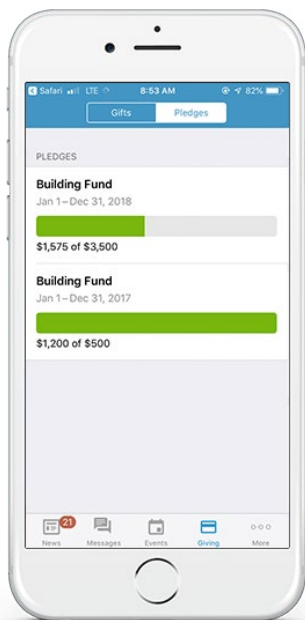 Safari LTE 8:53 AM 82%
Gifts Pledges
PLEDGES
Building Fund
Jan 1–Dec 31, 2018
$1,575 of $3,500
Building Fund
Jan 1–Dec 31, 2017
$1,200 of $500
21
News Messages Events Giving More